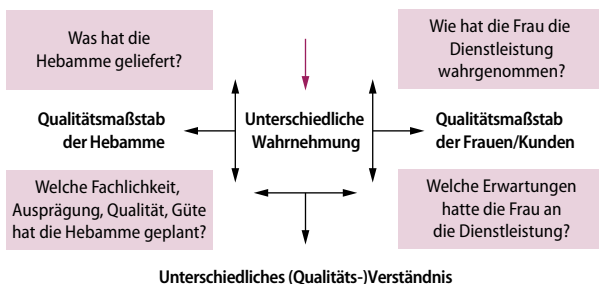 Was hat die
Hebamme geliefert?
Wie hat die Frau die
Dienstleistung
wahrgenommen?
Qualitätsmaßstab
der Hebamme
Unterschiedliche
Wahrnehmung
Qualitätsmaßstab
der Frauen/Kunden
Welche Fachlichkeit,
Ausprägung, Qualität, Güte
hat die Hebamme geplant?
Welche Erwartungen
hatte die Frau an
die Dienstleistung?
Unterschiedliches (Qualitäts-)Verständnis